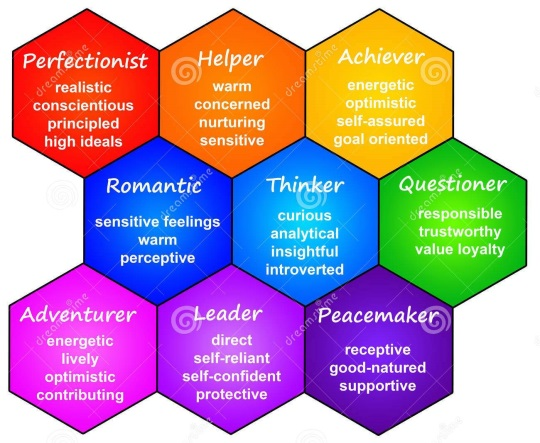 Perfectionist
realistic
conscientious
principled
high ideals
Helper
warm
concerned
nurturing
sensitive
Achiever
energetic
optimistic
self-assured
goal oriented
Romantic
sensitive feelings
warm
perceptive
Thinker
curious
analytical
insightful
introverted
Questioner
responsible
trustworthy
value loyalty
Adventurer
energetic
lively
optimistic
contributing
Leader
direct
self-reliant
self-confident
protective
Peacemaker
receptive
good-natured
supportive